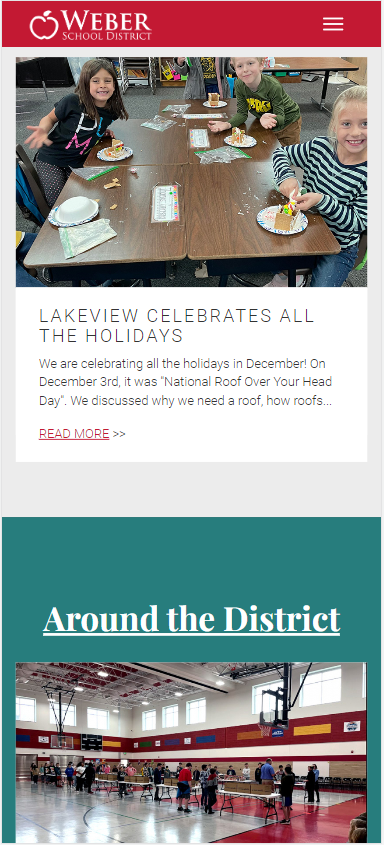 WEBER
SCHOOL DISTRICT
LAKEVIEW CELEBRATES ALL
THE HOLIDAYS
We are celebrating all the holidays in December! On
December 3rd, it was "National Roof Over Your Head
Day". We discussed why we need a roof, how roofs...
READ MORE >>
Around the District